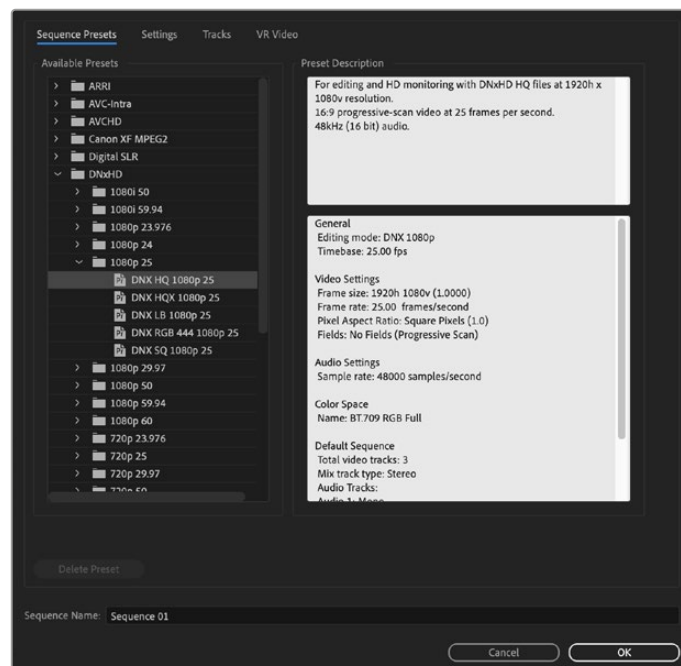 Sequence Presets Settings Tracks VR Video
Available Presets
ARRI
AVC-Intra
AVCHD
Canon XF MPEG2
Digital SLR
DNxHD
1080i 50
1080i 59.94
1080p 23.976
1080p 24
1080p 25
DNX HQ 1080p 25
DNX HQX 1080p 25
DNX LB 1080p 25
DNX RGB 444 1080p 25
DNX SQ 1080p 25
1080p 29.97
1080p 50
1080p 59.94
1080p 60
720p 23.976
720p 25
720p 29.97
720p 50
Preset Description
For editing and HD monitoring with DNxHD HQ files at 1920h x
1080v resolution.
16:9 progressive-scan video at 25 frames per second.
48kHz (16 bit) audio.
General
Editing mode: DNX 1080p
Timebase: 25.00 fps
Video Settings
Frame size: 1920h 1080v (1.0000)
Frame rate: 25.00 frames/second
Pixel Aspect Ratio: Square Pixels (1.0)
Fields: No Fields (Progressive Scan)
Audio Settings
Sample rate: 48000 samples/second
Color Space
Name: BT.709 RGB Full
Default Sequence
Total video tracks: 3
Mix track type: Stereo
Audio Tracks:
Audio 1: Mono
Delete Preset
Sequence Name: Sequence 01
Cancel OK